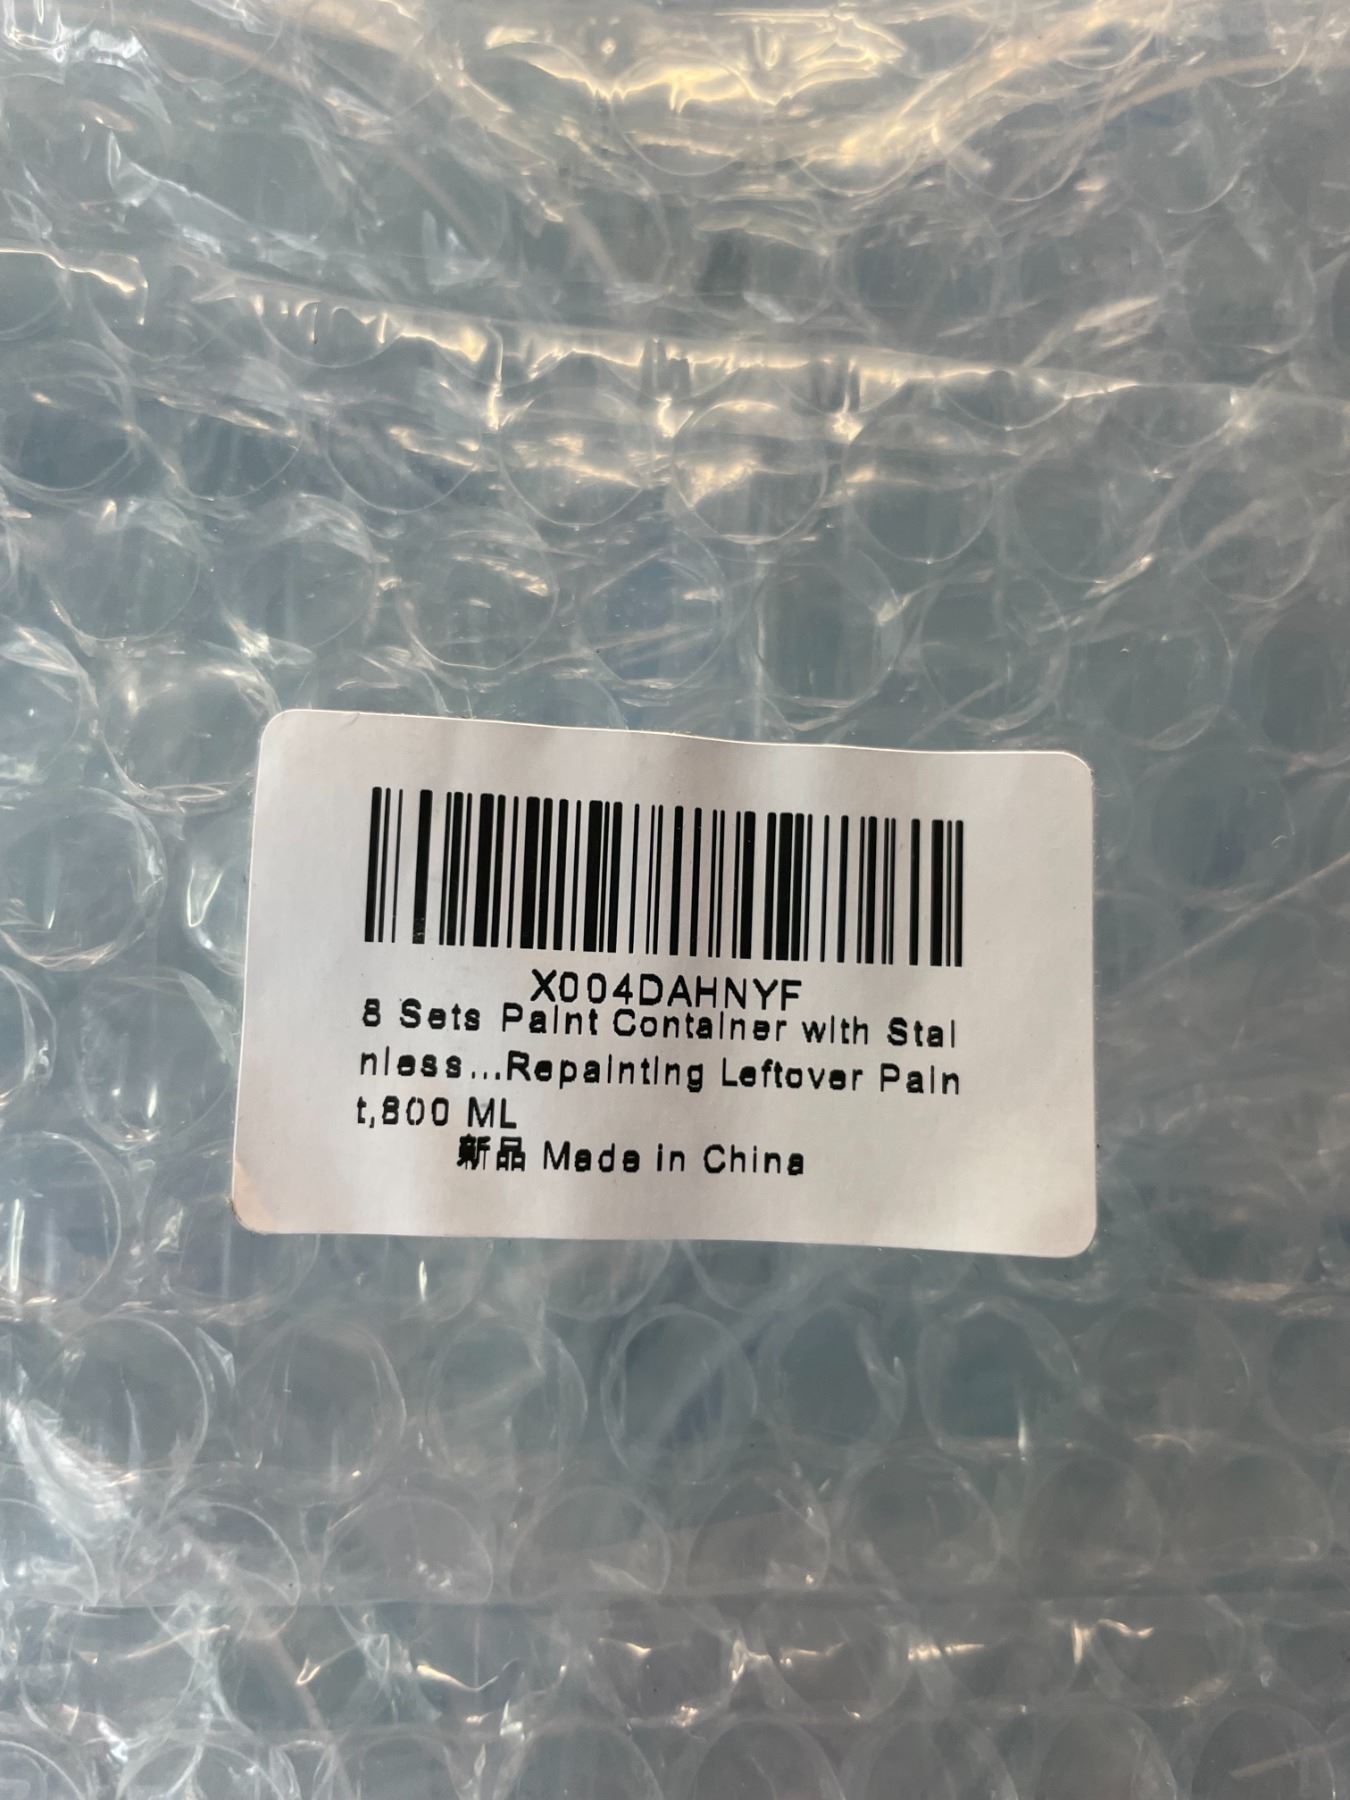 X004DAHNYF
8 Sets Paint Container with Stai
nless...Repainting Leftover Pain
t,800 ML
新品 Made in China